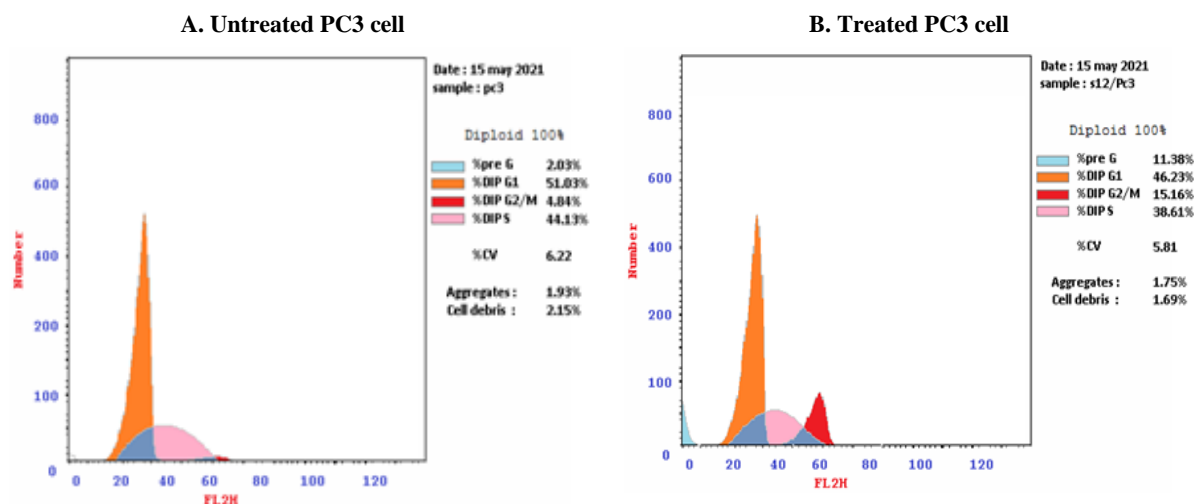 A. Untreated PC3 cell
Date : 15 may 2021
sample : pc3
Diploid 100%
%pre G 2.03%
%DIP G1 51.03%
%DIP G2/M 4.84%
%DIP S 44.13%
%CV 6.22
Aggregates : 1.93%
Cell debris : 2.15%
Number
800
600
400
200
100
0
0 20 60 40 80 120
FL2H
B. Treated PC3 cell
Date : 15 may 2021
sample : s12/Pc3
Diploid 100%
%pre G 11.38%
%DIP G1 46.23%
%DIP G2/M 15.16%
%DIP S 38.61%
%CV 5.81
Aggregates : 1.75%
Cell debris : 1.69%
Number
800
600
400
200
100
0
0 20 40 60 80 120
FL2H